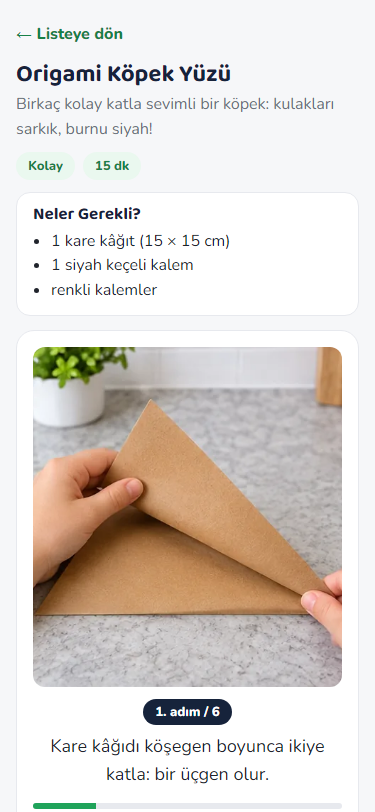 ← Listeye dön
Origami Köpek Yüzü
Birkaç kolay katla sevimli bir köpek: kulakları
sarkık, burnu siyah!
Kolay
15 dk
Neler Gerekli?
• 1 kare kâğıt (15 × 15 cm)
• 1 siyah keçeli kalem
• renkli kalemler
1. adım / 6
Kare kâğıdı köşegen boyunca ikiye
katla: bir üçgen olur.